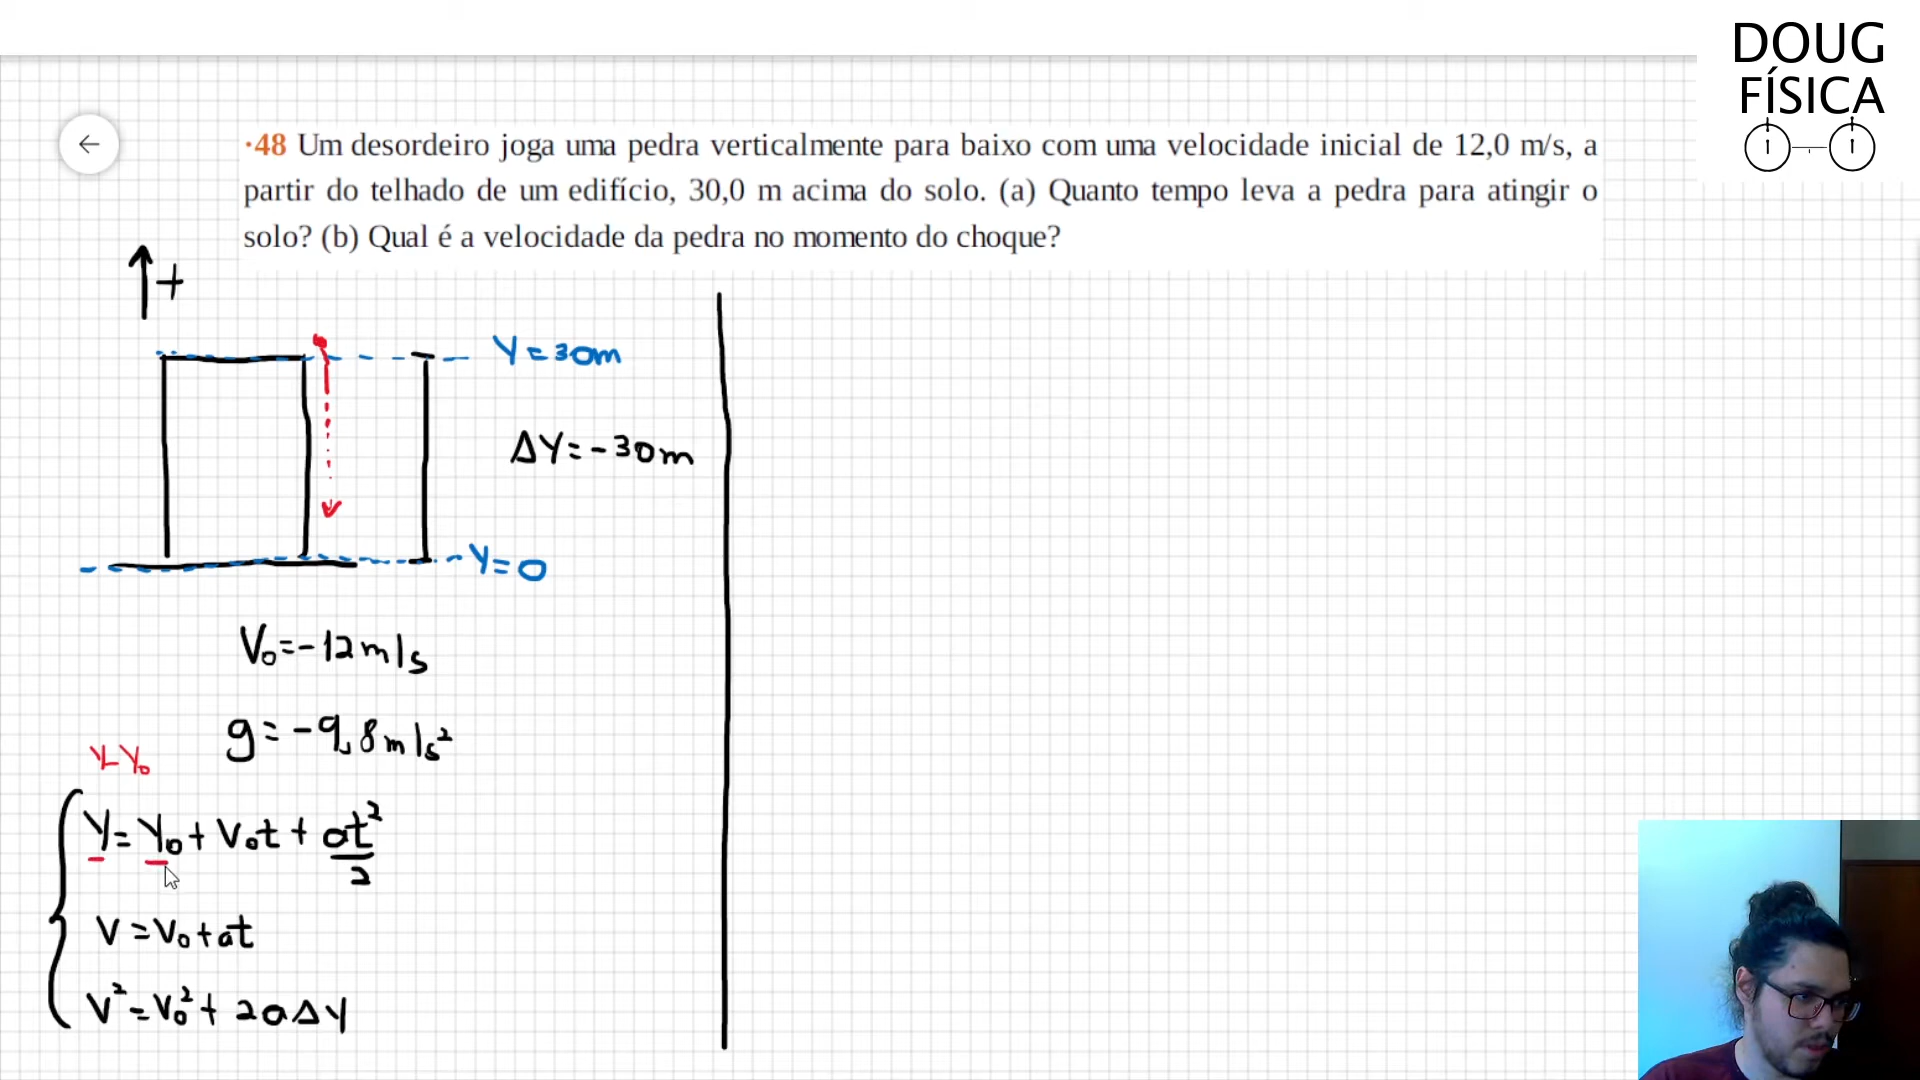 DOUG
FÍSICA
·48 Um desordeiro joga uma pedra verticalmente para baixo com uma velocidade inicial de 12,0 m/s, a
partir do telhado de um edifício, 30,0 m acima do solo. (a) Quanto tempo leva a pedra para atingir o
solo? (b) Qual é a velocidade da pedra no momento do choque?
+
Y = 30m
ΔY = -30m
Y = 0
V₀ = -12m/s
g = -9,8m/s²
Y-Y₀
Y = Y₀ + V₀t + at²/2
V = V₀ + at
V² = V₀² + 2aΔY